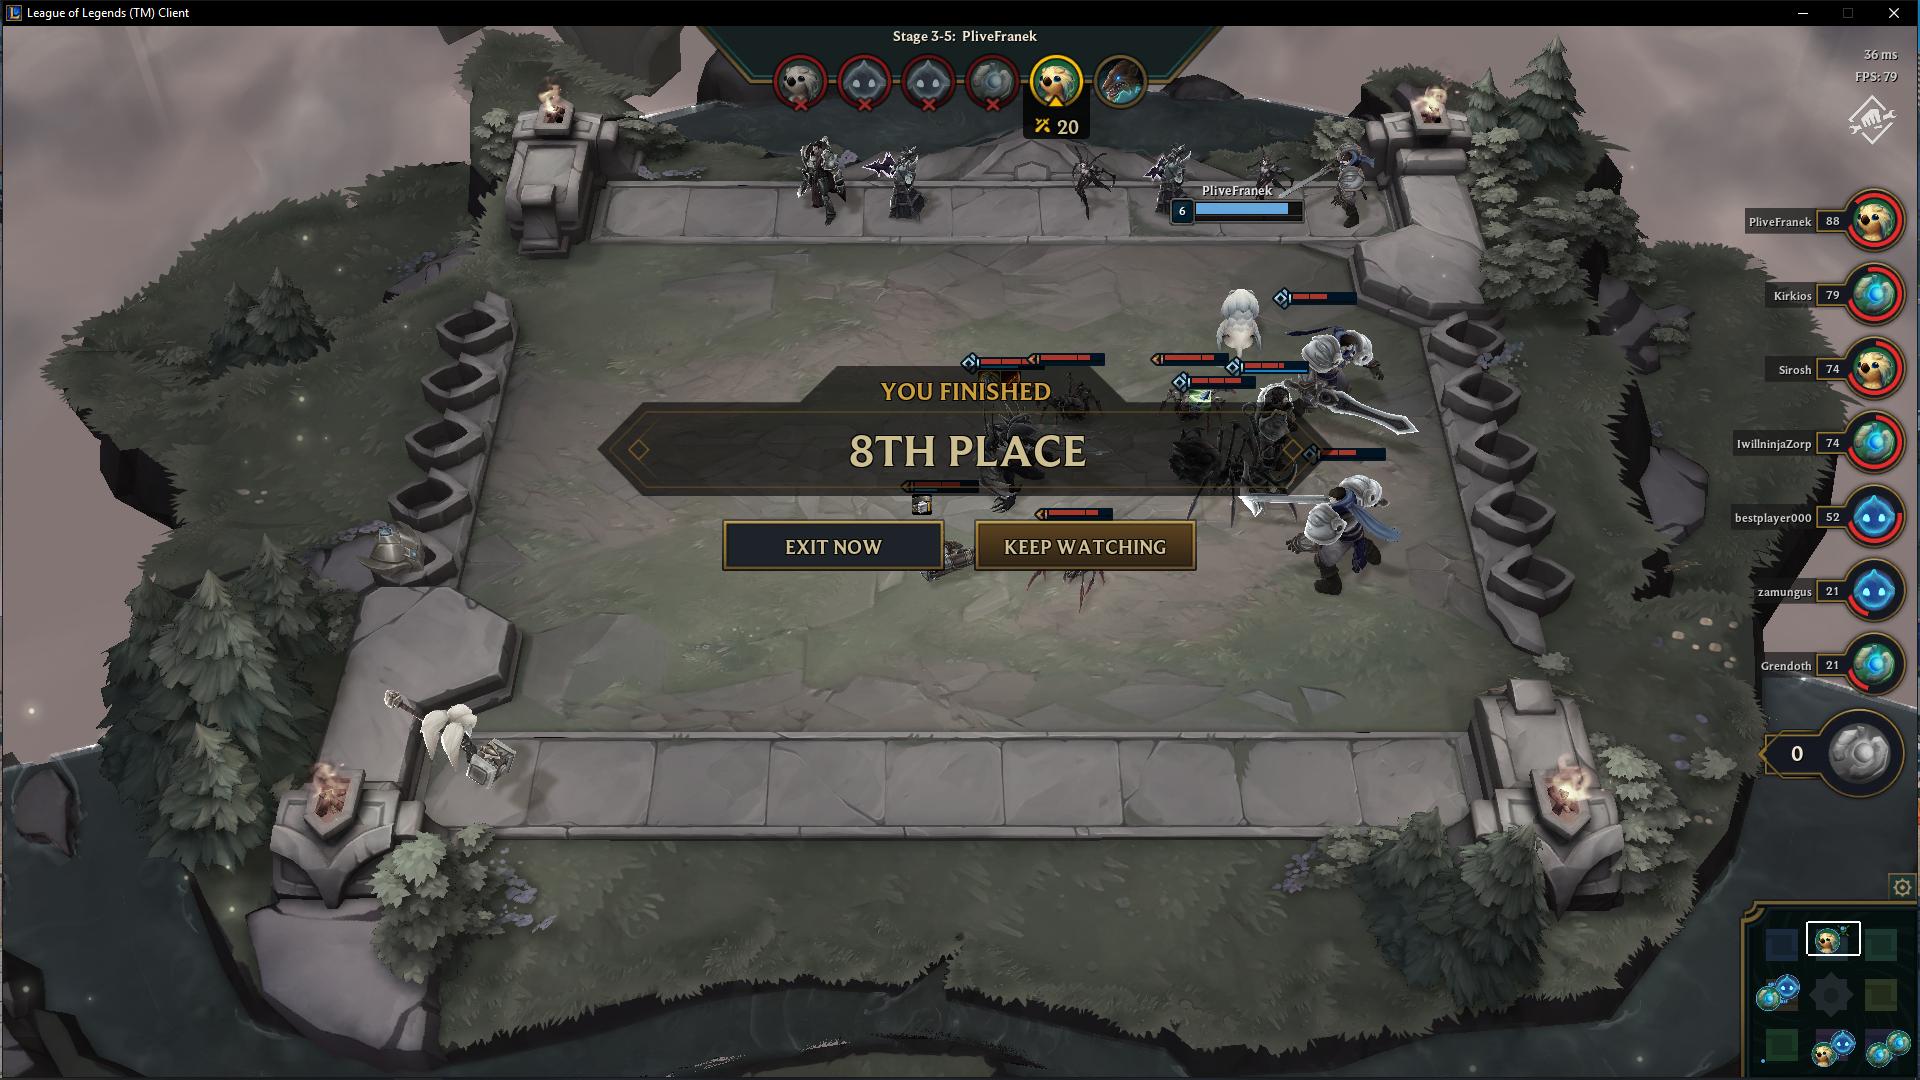 League of Legends (TM) Client
Stage 3-5: PliveFranek
36 ms
FPS: 79
20
PliveFranek
6
PliveFranek 88
Kirkios 79
Sirosh 74
YOU FINISHED
8TH PLACE
IwillninjaZorp 74
bestplayer000 52
EXIT NOW
KEEP WATCHING
zamungus 21
Grendoth 21
0